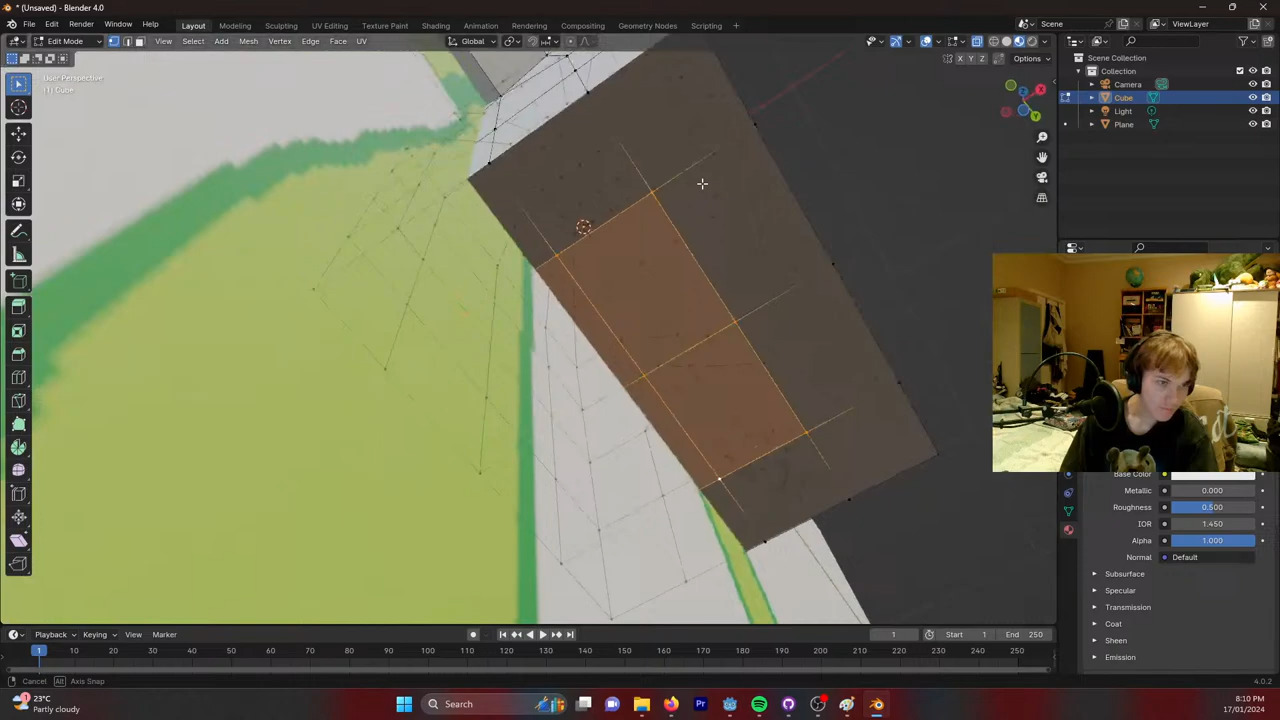 * (Unsaved) - Blender 4.0
File Edit Render Window Help Layout Modeling Sculpting UV Editing Texture Paint Shading Animation Rendering Compositing Geometry Nodes Scripting + Scene ViewLayer
Edit Mode View Select Add Mesh Vertex Edge Face UV Global
X Y Z Options
User Perspective
(1) Cube
Scene Collection
Collection
Camera
Cube
Light
Plane
X
Y
Z
not
Base Color
Metallic 0.000
Roughness 0.500
IOR 1.450
Alpha 1.000
Normal Default
Subsurface
Specular
Transmission
Coat
Sheen
Emission
Playback Keying View Marker 1 Start 1 End 250
1 10 20 30 40 50 60 70 80 90 100 110 120 130 140 150 160 170 180 190 200 210 220 230 240 250
Cancel Alt Axis Snap 4.0.2
23°C
Partly cloudy
Search
Pr
8:10 PM
17/01/2024